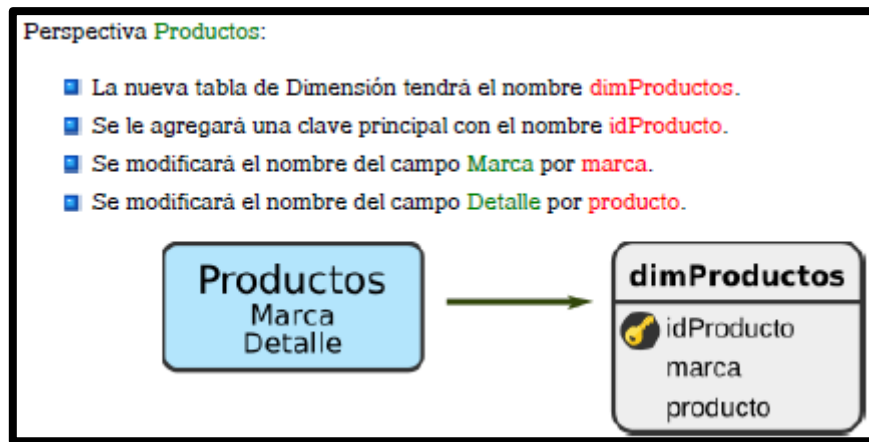 Perspectiva Productos:
La nueva tabla de Dimensión tendrá el nombre dimProductos.
Se le agregará una clave principal con el nombre idProducto.
Se modificará el nombre del campo Marca por marca.
Se modificará el nombre del campo Detalle por producto.
Productos
Marca
Detalle
dimProductos
idProducto
marca
producto